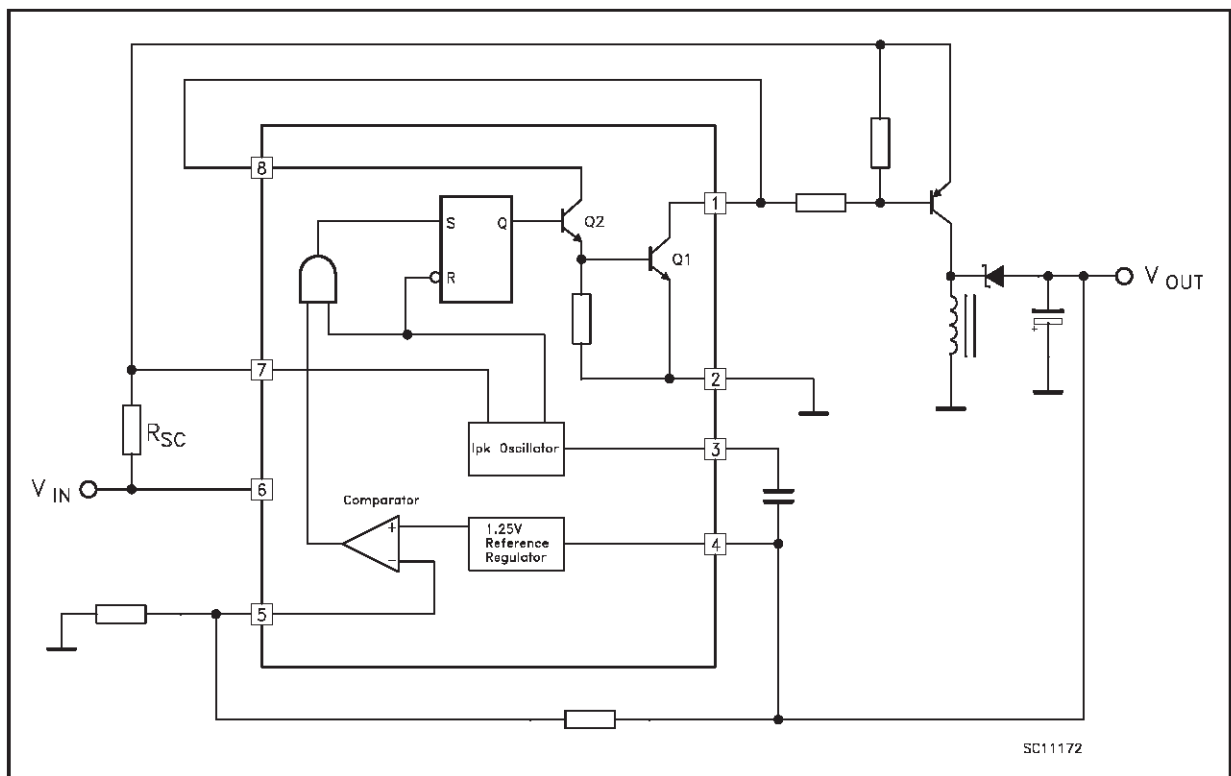 8
S
Q
Q2
1
R
Q1
7
2
RSC
Ipk Oscillator
3
VIN
6
Comparator
+
-
1.25V
Reference
Regulator
4
5
VOUT
+
SC11172